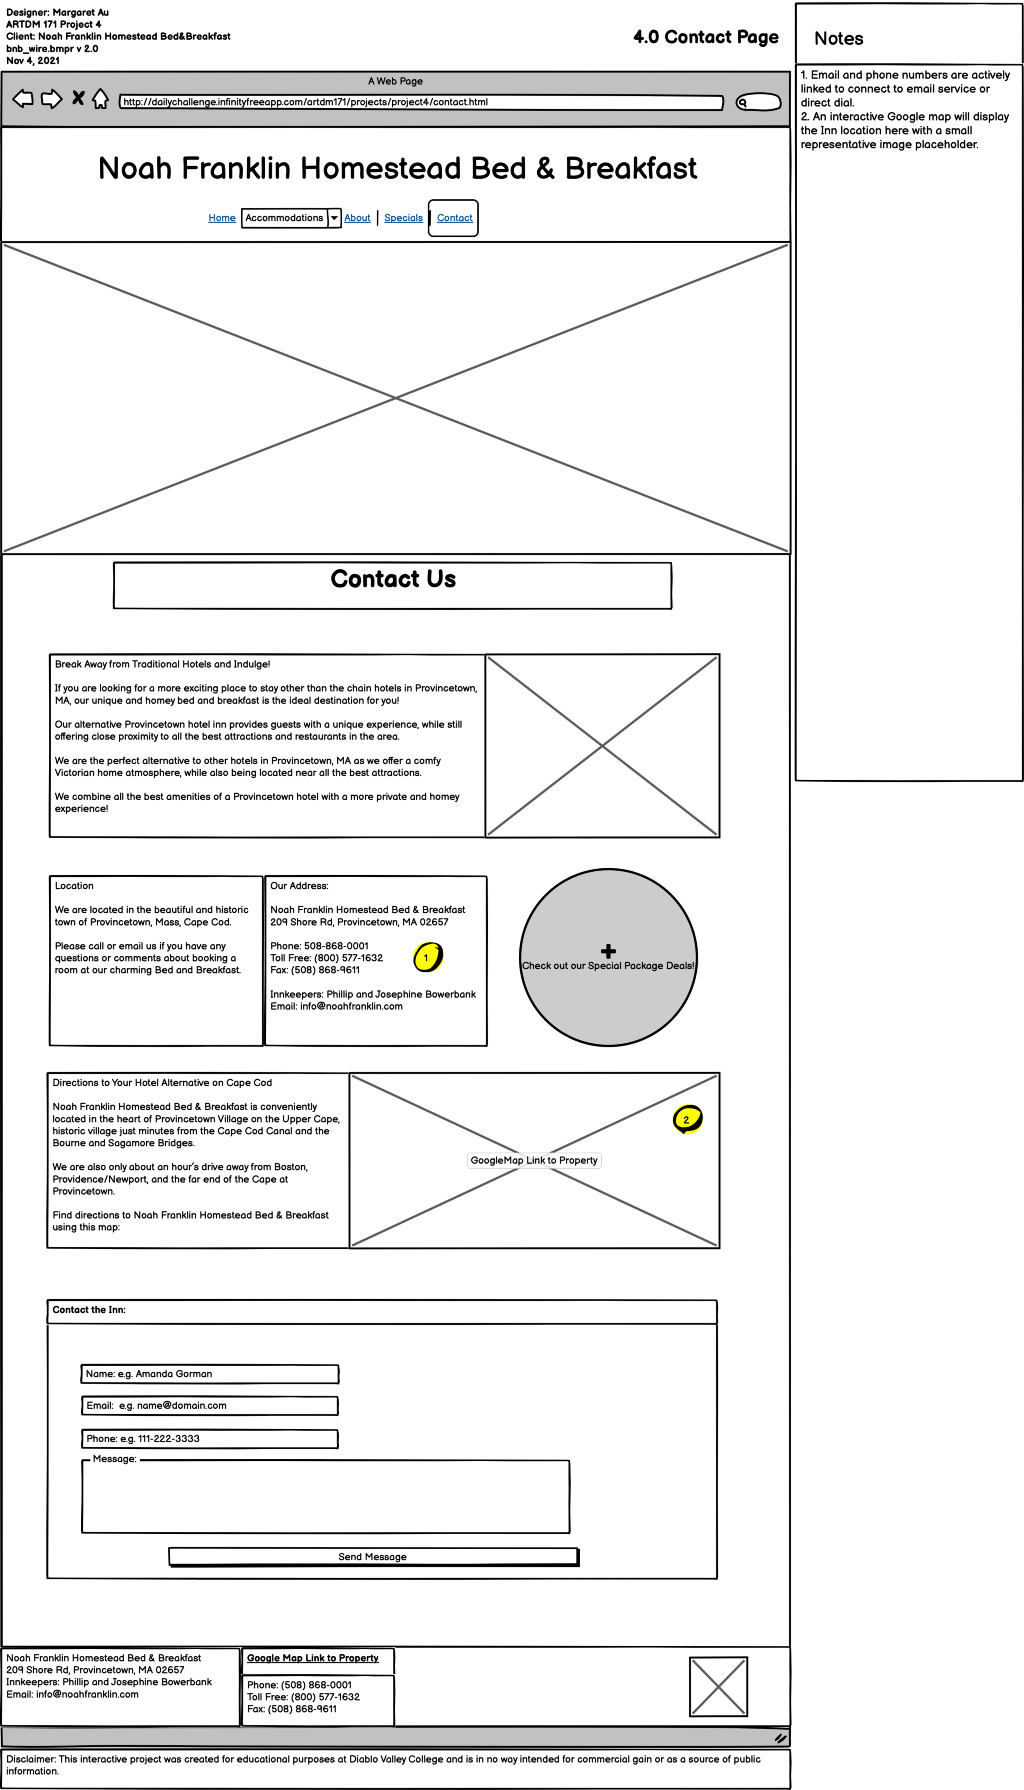 Designer: Margaret Au
ARTDM 171 Project 4
Client: Noah Franklin Homestead Bed&Breakfast
bnb_wire.bmpr v 2.0
Nov 4, 2021
4.0 Contact Page
Notes
1. Email and phone numbers are actively
linked to connect to email service or
direct dial.
2. An interactive Google map will display
the Inn location here with a small
representative image placeholder.
A Web Page
http://dailychallenge.infinityfreeapp.com/artdm171/projects/project4/contact.html
Noah Franklin Homestead Bed & Breakfast
Home Accommodations About | Specials | Contact
Contact Us
Break Away from Traditional Hotels and Indulge!
If you are looking for a more exciting place to stay other than the chain hotels in Provincetown,
MA, our unique and homey bed and breakfast is the ideal destination for you!
Our alternative Provincetown hotel inn provides guests with a unique experience, while still
offering close proximity to all the best attractions and restaurants in the area.
We are the perfect alternative to other hotels in Provinctown, MA as we offer a comfy
Victorian home atmosphere, while also being located near all the best attractions.
We combine all the best amenities of a Provincetown hotel with a more private and homey
experience!
Location
We are located in the beautiful and historic
town of Provinctown, Mass, Cape Cod.
Please call or email us if you have any
questions or comments about booking a
room at our charming Bed and Breakfast.
Our Address:
Noah Franklin Homestead Bed & Breakfast
209 Shore Rd, Provinctown, MA 02657
Phone: 508-868-0001
Toll Free: (800) 577-1632
Fax: (508) 868-9611
1
Innkeepers: Phillip and Josephine Bowerbank
Email: info@noahfranklin.com
Check out our Special Package Deals!
Directions to Your Hotel Alternative on Cape Cod
Noah Franklin Homestead Bed & Breakfast is conveniently
located in the heart of Provinctown Village on the Upper Cape,
historic village just minutes from the Cape Cod Canal and the
Bourne and Sagamore Bridges.
We are also only about an hour's drive away from Boston,
Providence/Newport, and the far end of the Cape at
Provinctown.
Find directions to Noah Franklin Homestead Bed & Breakfast
using this map:
2
GoogleMap Link to Property
Contact the Inn:
Name: e.g. Amanda Gorman
Email: e.g. name@domain.com
Phone: e.g. 111-222-3333
Message:
Send Message
Noah Franklin Homestead Bed & Breakfast
209 Shore Rd, Provinctown, MA 02657
Innkeepers: Phillip and Josephine Bowerbank
Email: info@noahfranklin.com
Google Map Link to Property
Phone: (508) 868-0001
Toll Free: (800) 577-1632
Fax: (508) 868-9611
Disclaimer: This interactive project was created for educational purposes at Diablo Valley College and is in no way intended for commercial gain or as a source of public
information.